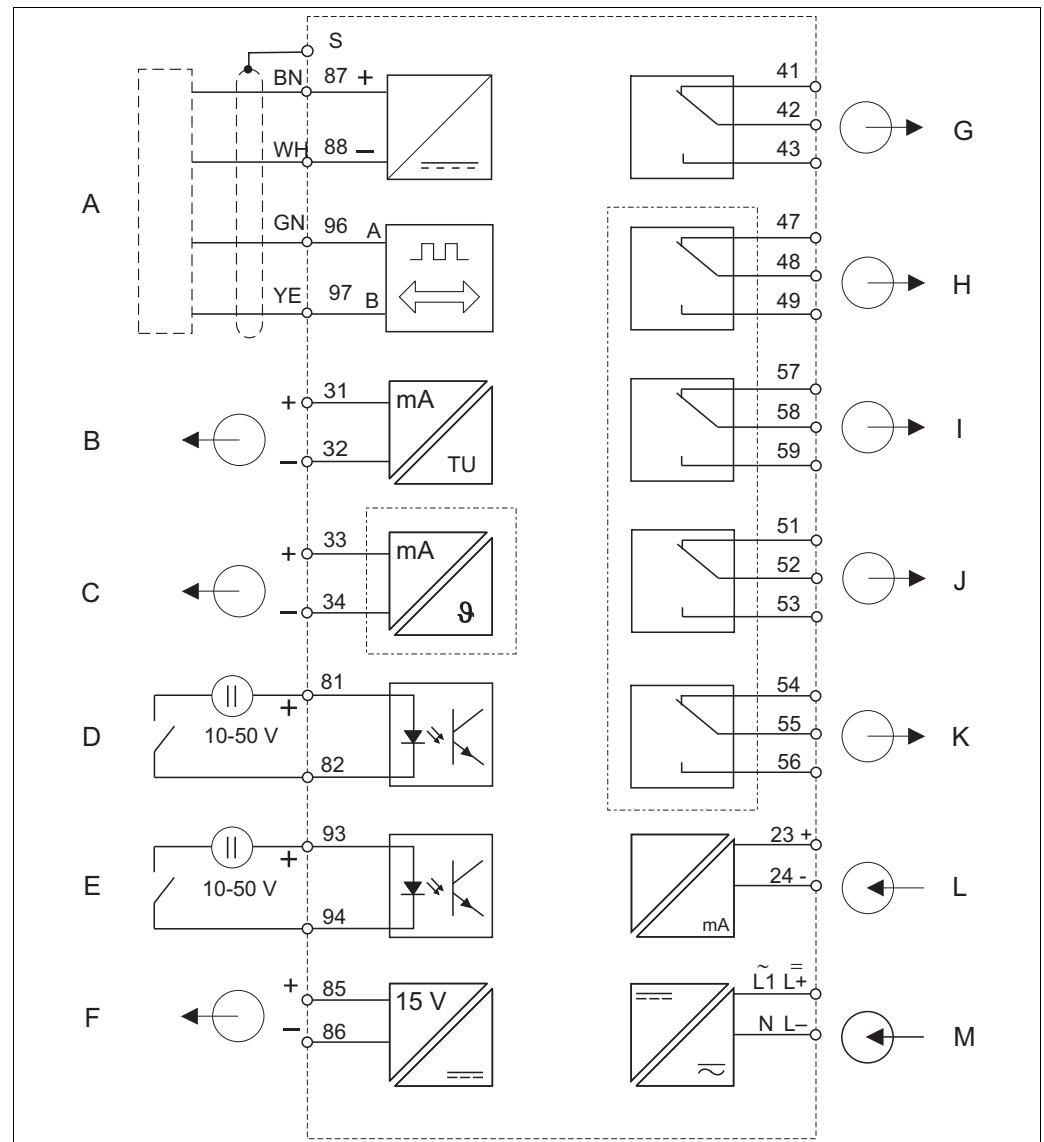 S
BN 87 +
WH 88 –
A
GN 96 A
YE 97 B
+ 31 mA
B
– 32 TU
+ 33 mA
C
– 34 ϑ
81
+
D
10-50 V
82
93
+
E
10-50 V
94
+ 85 15 V
F
– 86
41
42
G
43
47
48
H
49
57
58
I
59
51
52
J
53
54
55
K
56
23 +
24 -
L
mA
~ =
L1 L+
N L–
M